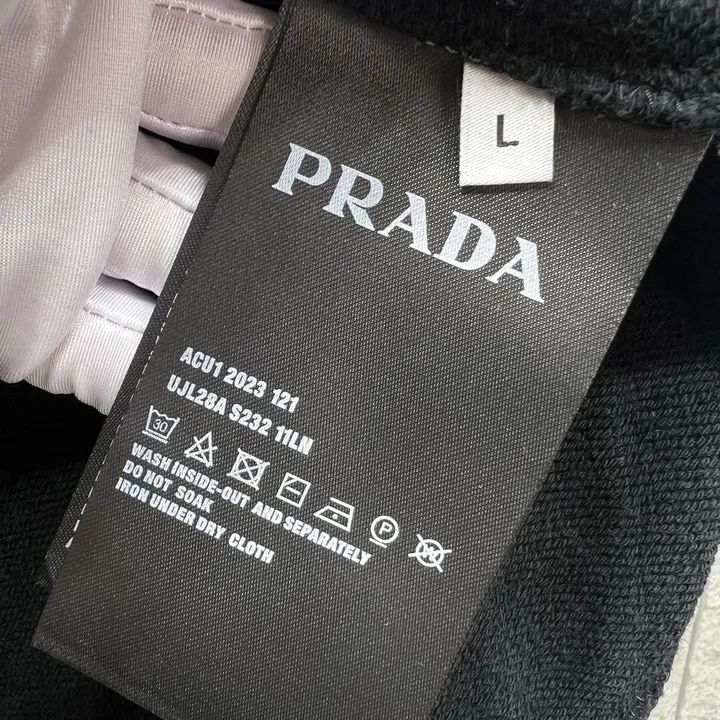 L
PRADA
ACU1 2023 121
UJL28A S232 11LN
30 P W
WASH INSIDE-OUT AND SEPARATELY
DO NOT SOAK
IRON UNDER DRY CLOTH